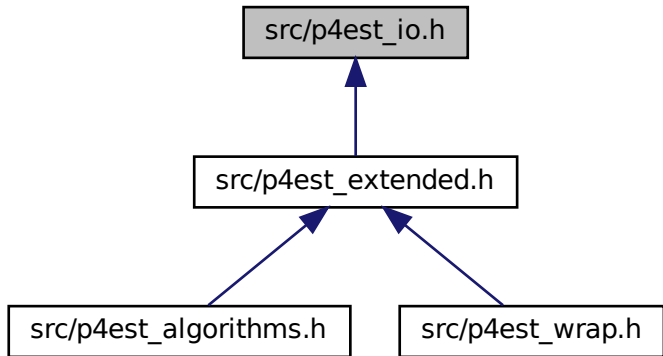 src/p4est_io.h
src/p4est_extended.h
src/p4est_algorithms.h
src/p4est_wrap.h